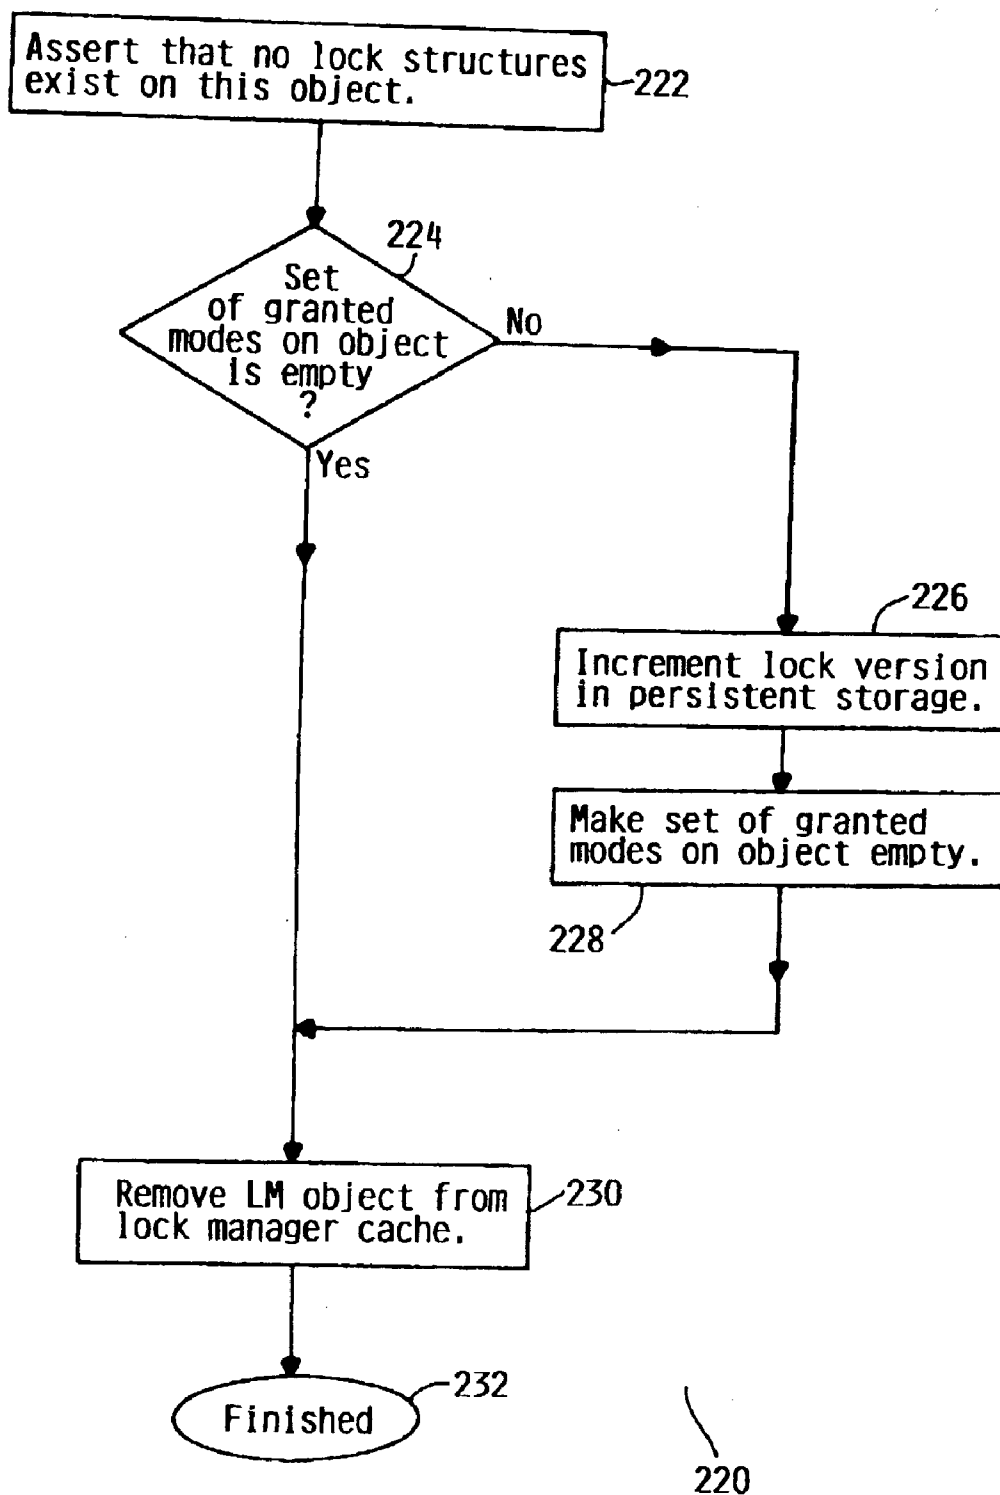 Assert that no lock structures
exist on this object.
222
224
Set
of granted
modes on object
is empty
?
No
Yes
226
Increment lock version
in persistent storage.
Make set of granted
modes on object empty.
228
Remove LM object from
lock manager cache.
230
Finished
232
220